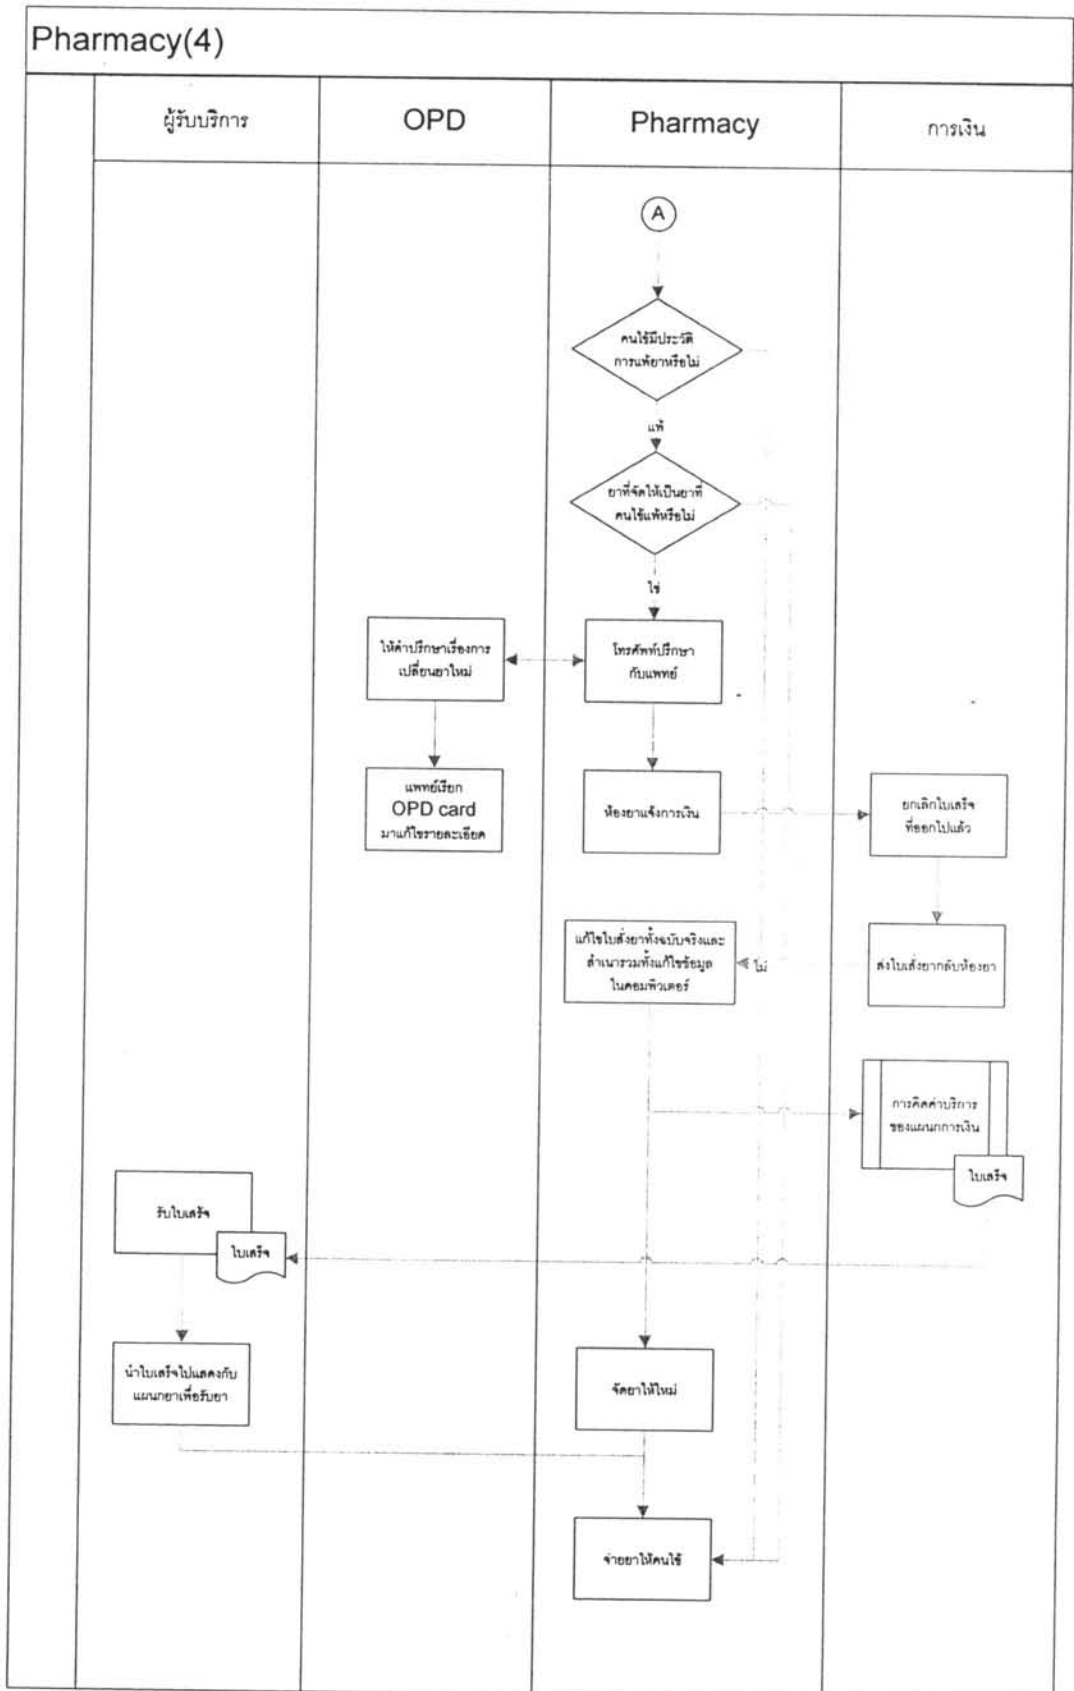 Pharmacy(4)
ผู้รับบริการ
OPD
Pharmacy
การเงิน
A
คนไข้มีประวัติ
การแพ้ยาหรือไม่
แพ้
ยาที่จัดให้เป็นยาที่
คนไข้แพ้หรือไม่
ใช่
ให้คำปรึกษาเรื่องการ
เปลี่ยนยาใหม่
โทรศัพท์ปรึกษา
กับแพทย์
แพทย์เรียก
OPD card
มาแก้ไขรายละเอียด
ห้องยาแจ้งการเงิน
ยกเลิกใบเสร็จ
ที่ออกไปแล้ว
แก้ไขใบสั่งยาทั้งฉบับจริงและ
สำเนารวมทั้งแก้ไขข้อมูล
ในคอมพิวเตอร์
ไม่
ส่งใบสั่งยากลับห้องยา
การคิดค่าบริการ
ของแผนกการเงิน
ใบเสร็จ
รับใบเสร็จ
ใบเสร็จ
นำใบเสร็จไปแสดงกับ
แผนกยาเพื่อรับยา
จัดยาให้ใหม่
จ่ายยาให้คนไข้